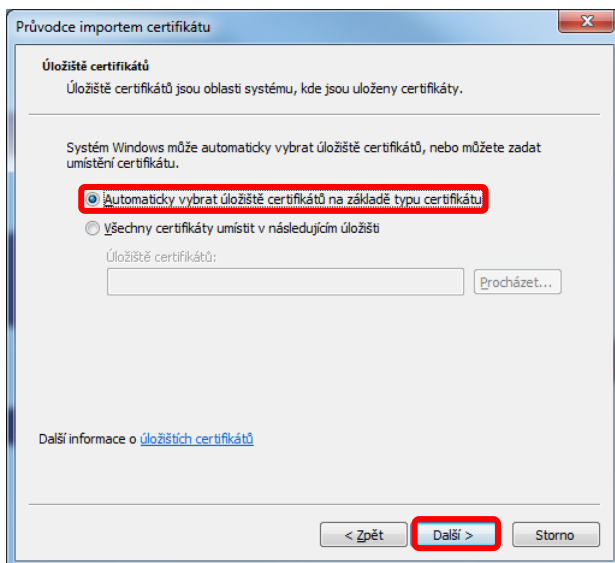 Průvodce importem certifikátu
Úložiště certifikátů
Úložiště certifikátů jsou oblasti systému, kde jsou uloženy certifikáty.
Systém Windows může automaticky vybrat úložiště certifikátů, nebo můžete zadat
umístění certifikátu.
Automaticky vybrat úložiště certifikátů na základě typu certifikátu
Všechny certifikáty umístit v následujícím úložišti
Úložiště certifikátů:
Procházet...
Další informace o úložištích certifikátů
< Zpět
Další >
Storno